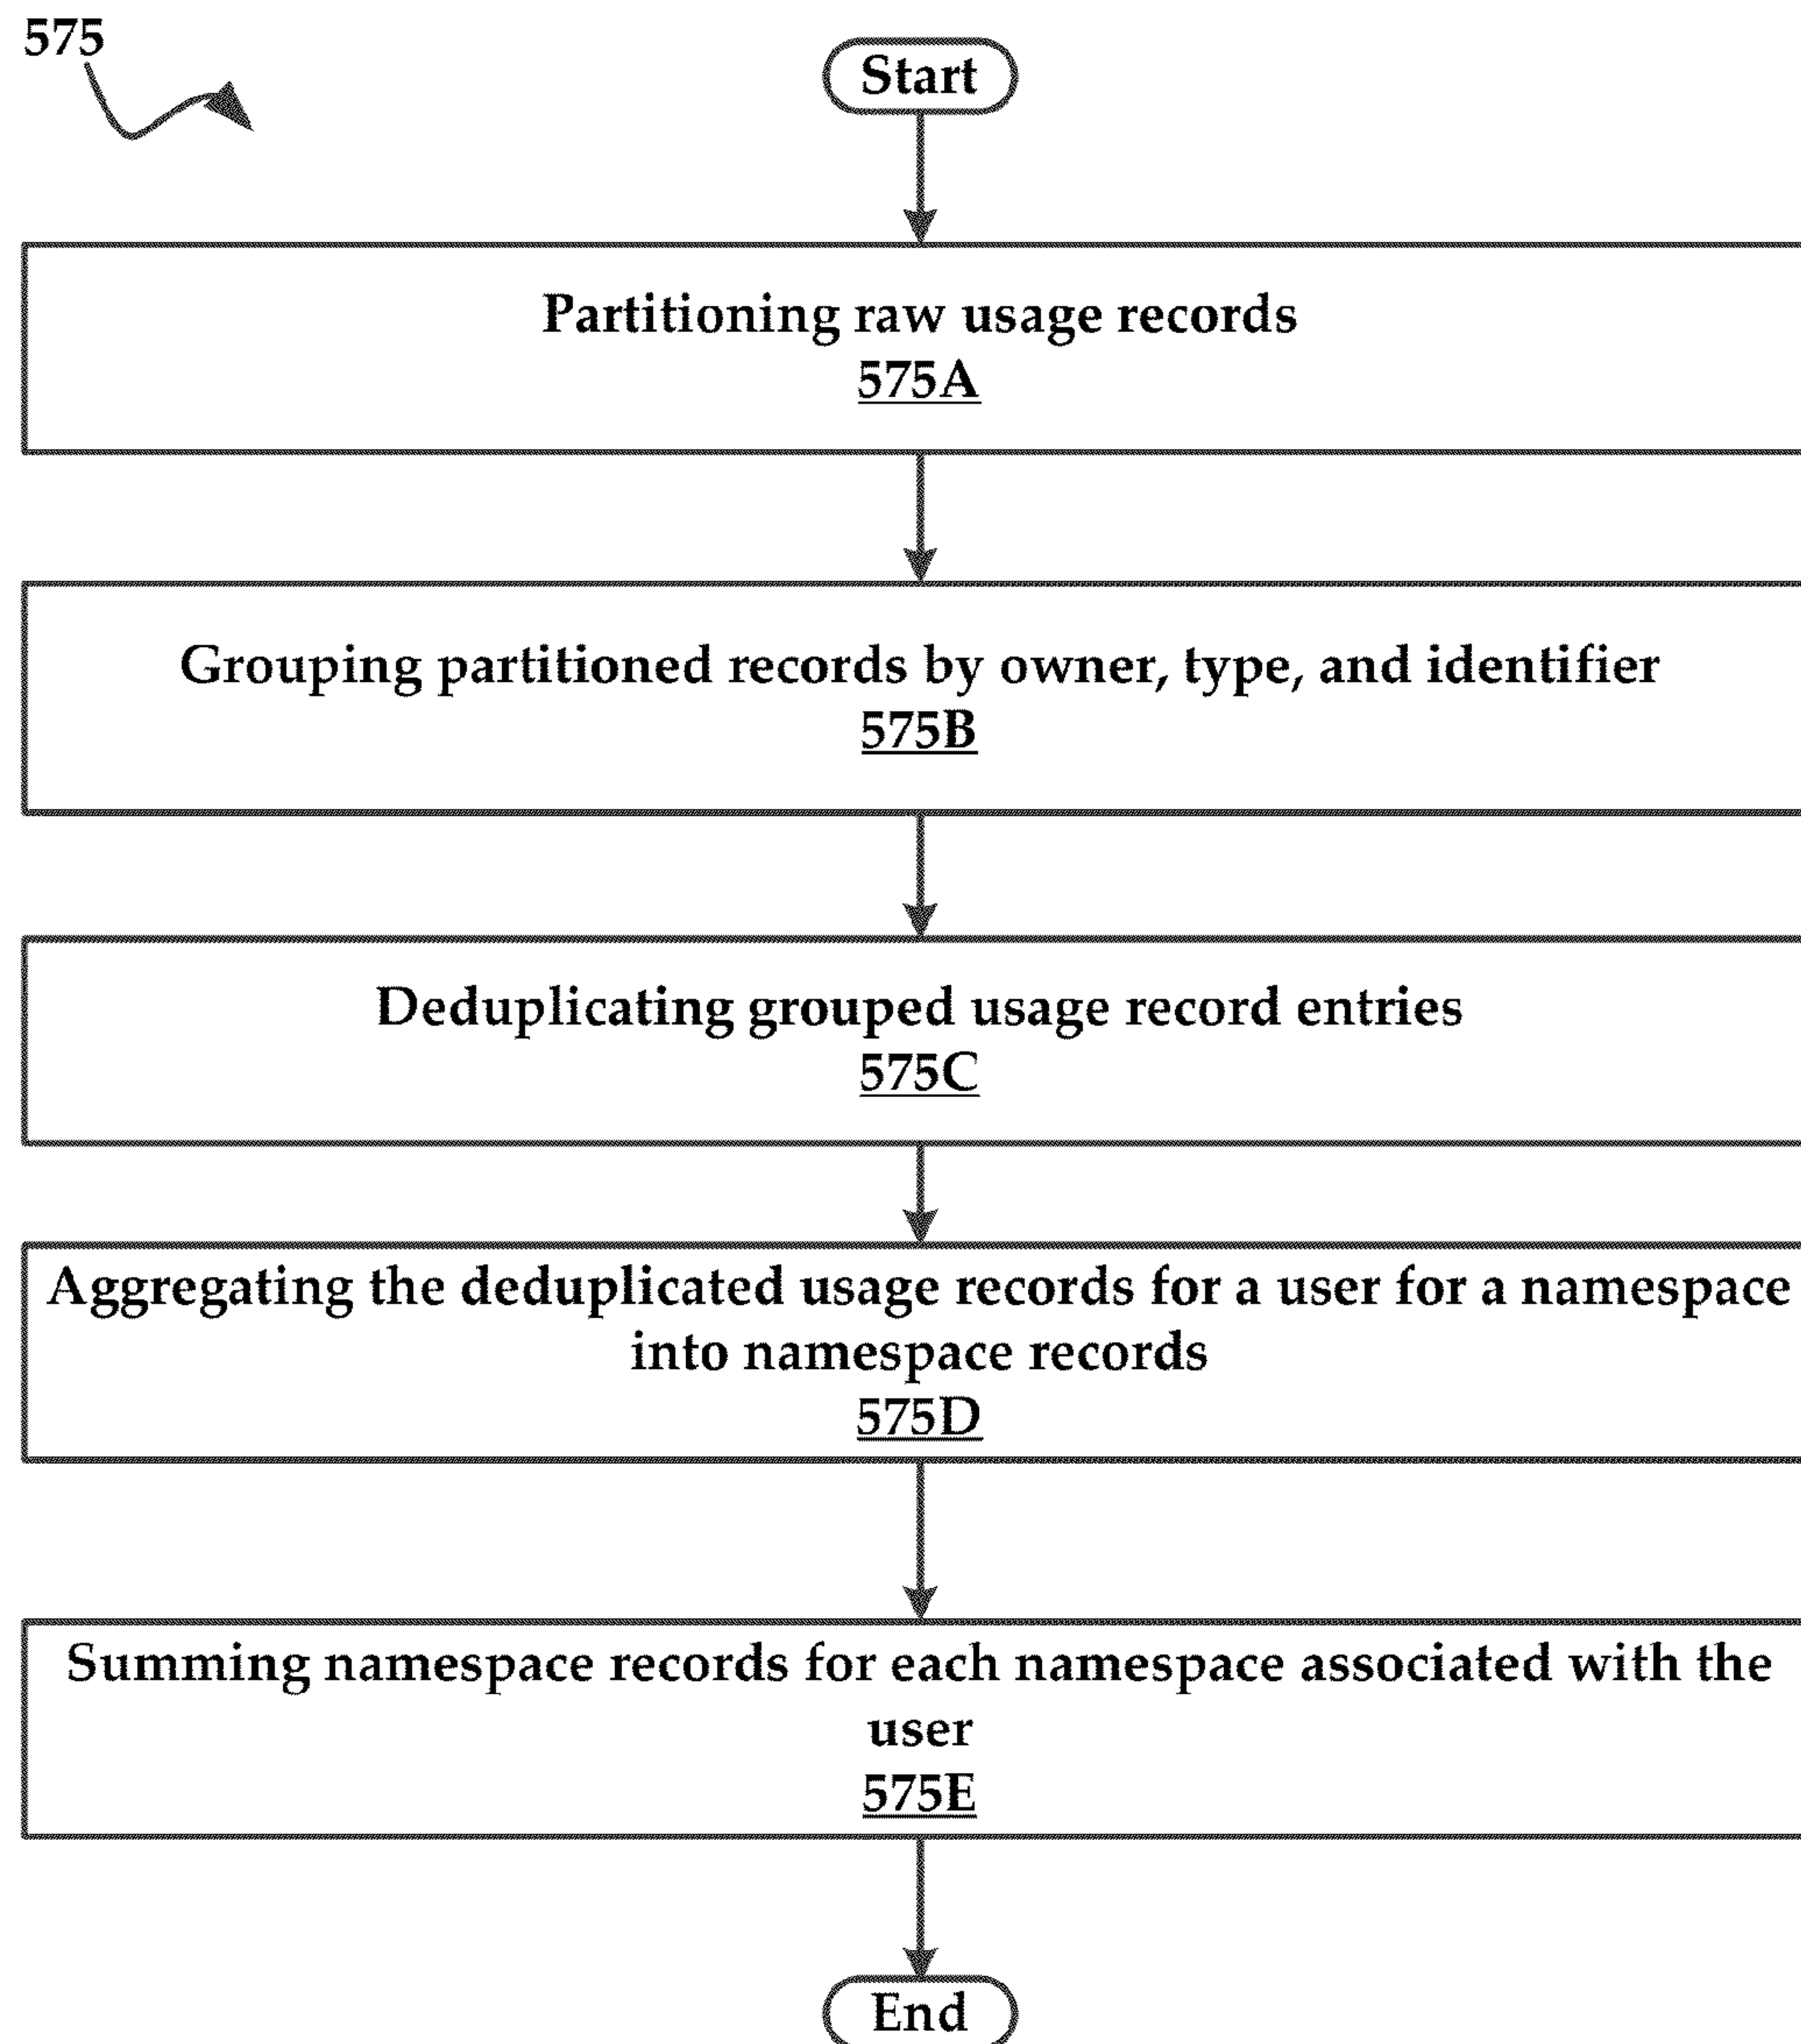 575
Start
Partitioning raw usage records
575A
Grouping partitioned records by owner, type, and identifier
575B
Deduplicating grouped usage record entries
575C
Aggregating the deduplicated usage records for a user for a namespace
into namespace records
575D
Summing namespace records for each namespace associated with the
user
575E
End